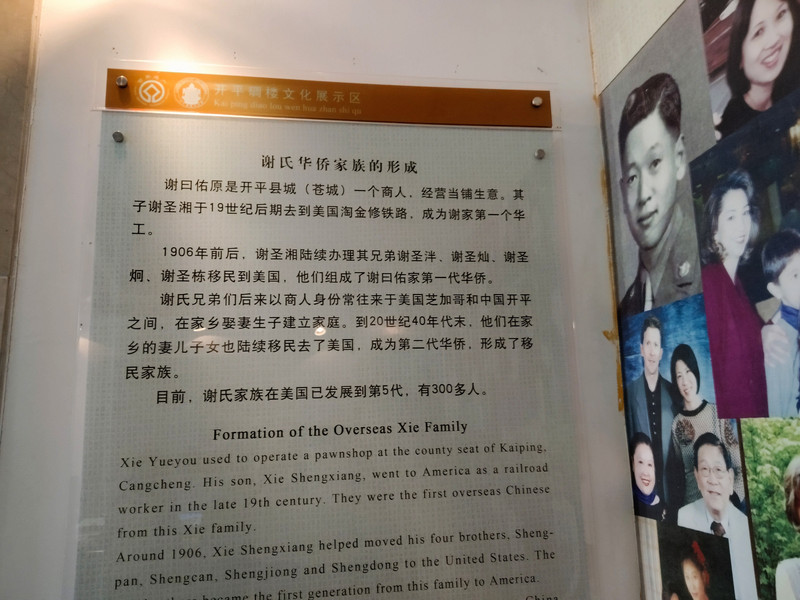 开平碉楼文化展示区
Kai ping diao lou wen hua zhan shi qu
谢氏华侨家族的形成
谢曰佑原是开平县城（苍城）一个商人，经营当铺生意。其
子谢圣湘于19世纪后期去到美国淘金修铁路，成为谢家第一个华
工。
1906年前后，谢圣湘陆续办理其兄弟谢圣泮、谢圣灿、谢圣
炯、谢圣栋移民到美国，他们组成了谢曰佑家第一代华侨。
谢氏兄弟们后来以商人身份常往来于美国芝加哥和中国开平
之间，在家乡娶妻生子建立家庭。到20世纪40年代末，他们在家
乡的妻儿子女也陆续移民去了美国，成为第二代华侨，形成了移
民家族。
目前，谢氏家族在美国已发展到第5代，有300多人。
Formation of the Overseas Xie Family
Xie Yueyou used to operate a pawnshop at the county seat of Kaiping,
Cangcheng. His son, Xie Shengxiang, went to America as a railroad
worker in the late 19th century. They were the first overseas Chinese
from this Xie family.
Around 1906, Xie Shengxiang helped moved his four brothers, Sheng-
pan, Shengcan, Shengjiong and Shengdong to the United States. The
became the first generation from this family to America.
China